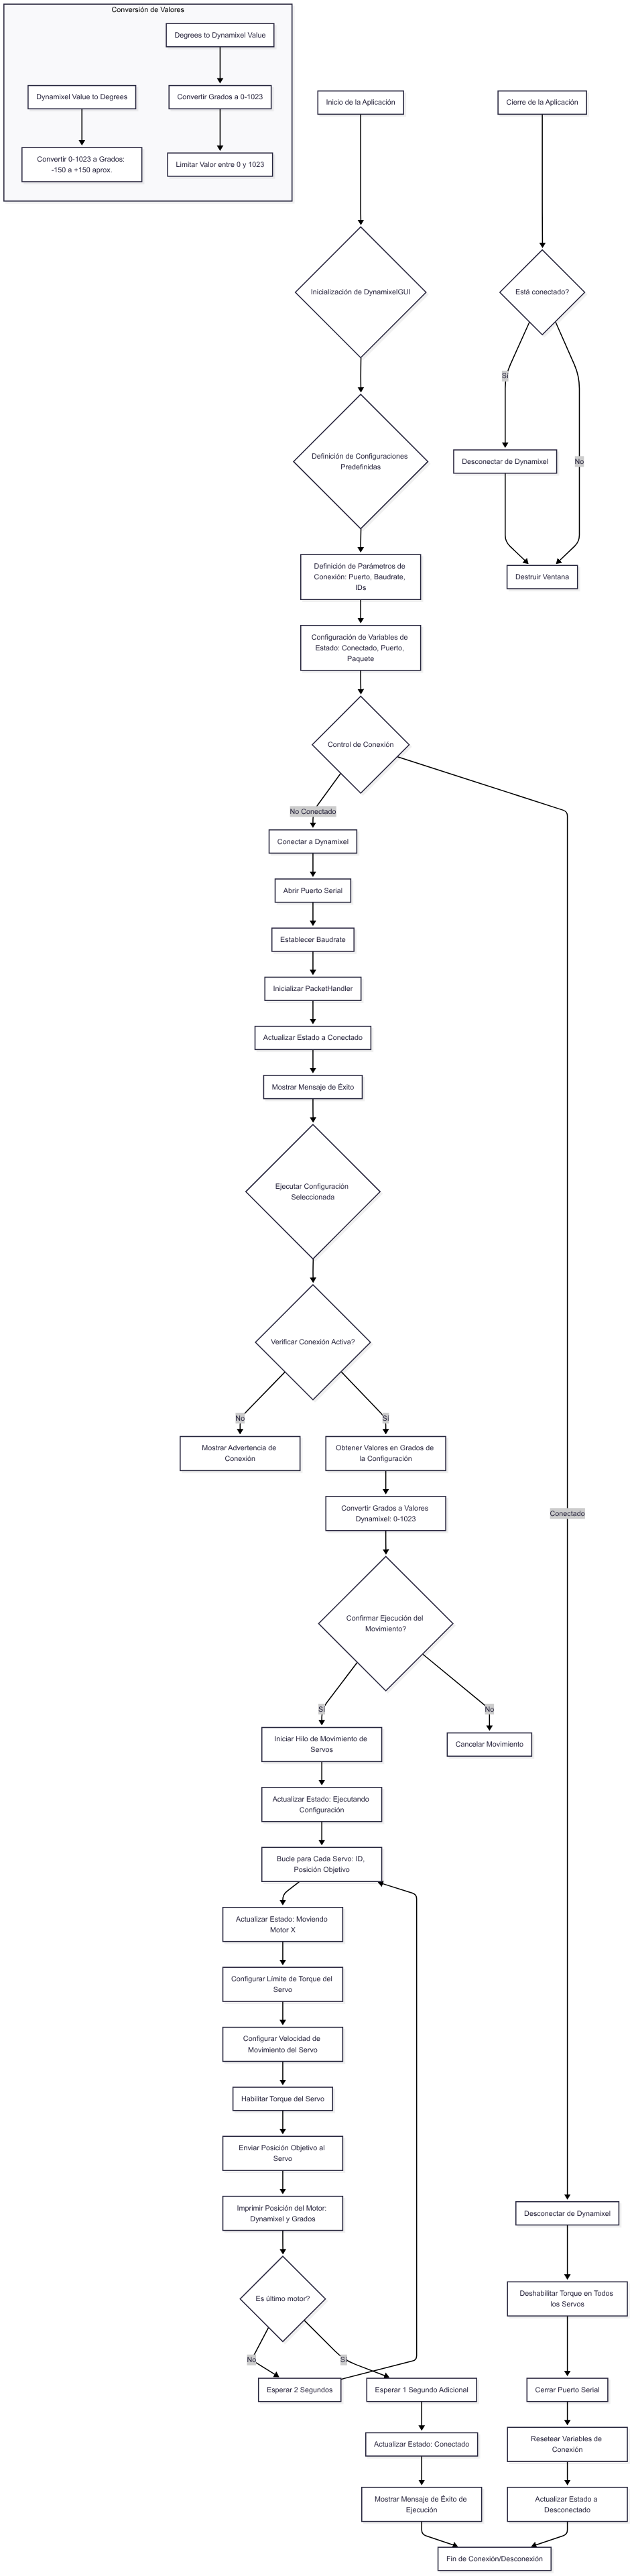 Conversión de Valores
Degrees to Dynamixel Value
Dynamixel Value to Degrees
Convertir Grados a 0-1023
Convertir 0-1023 a Grados:
-150 a +150 aprox.
Limitar Valor entre 0 y 1023
Inicio de la Aplicación
Cierre de la Aplicación
Inicialización de DynamixelGUI
Está conectado?
Sí
No
Desconectar de Dynamixel
Destruir Ventana
Definición de Configuraciones
Predefinidas
Definición de Parámetros de
Conexión: Puerto, Baudrate,
IDs
Configuración de Variables de
Estado: Conectado, Puerto,
Paquete
Control de Conexión
No Conectado
Conectar a Dynamixel
Abrir Puerto Serial
Establecer Baudrate
Inicializar PacketHandler
Actualizar Estado a Conectado
Mostrar Mensaje de Éxito
Ejecutar Configuración
Seleccionada
Verificar Conexión Activa?
No
Sí
Mostrar Advertencia de
Conexión
Obtener Valores en Grados de
la Configuración
Convertir Grados a Valores
Dynamixel: 0-1023
Conectado
Confirmar Ejecución del
Movimiento?
Sí
No
Iniciar Hilo de Movimiento de
Servos
Cancelar Movimiento
Actualizar Estado: Ejecutando
Configuración
Bucle para Cada Servo: ID,
Posición Objetivo
Actualizar Estado: Moviendo
Motor X
Configurar Límite de Torque del
Servo
Configurar Velocidad de
Movimiento del Servo
Habilitar Torque del Servo
Enviar Posición Objetivo al
Servo
Imprimir Posición del Motor:
Dynamixel y Grados
Es último motor?
No
Sí
Esperar 2 Segundos
Esperar 1 Segundo Adicional
Actualizar Estado: Conectado
Mostrar Mensaje de Éxito de
Ejecución
Desconectar de Dynamixel
Deshabilitar Torque en Todos
los Servos
Cerrar Puerto Serial
Resetear Variables de
Conexión
Actualizar Estado a
Desconectado
Fin de Conexión/Desconexión